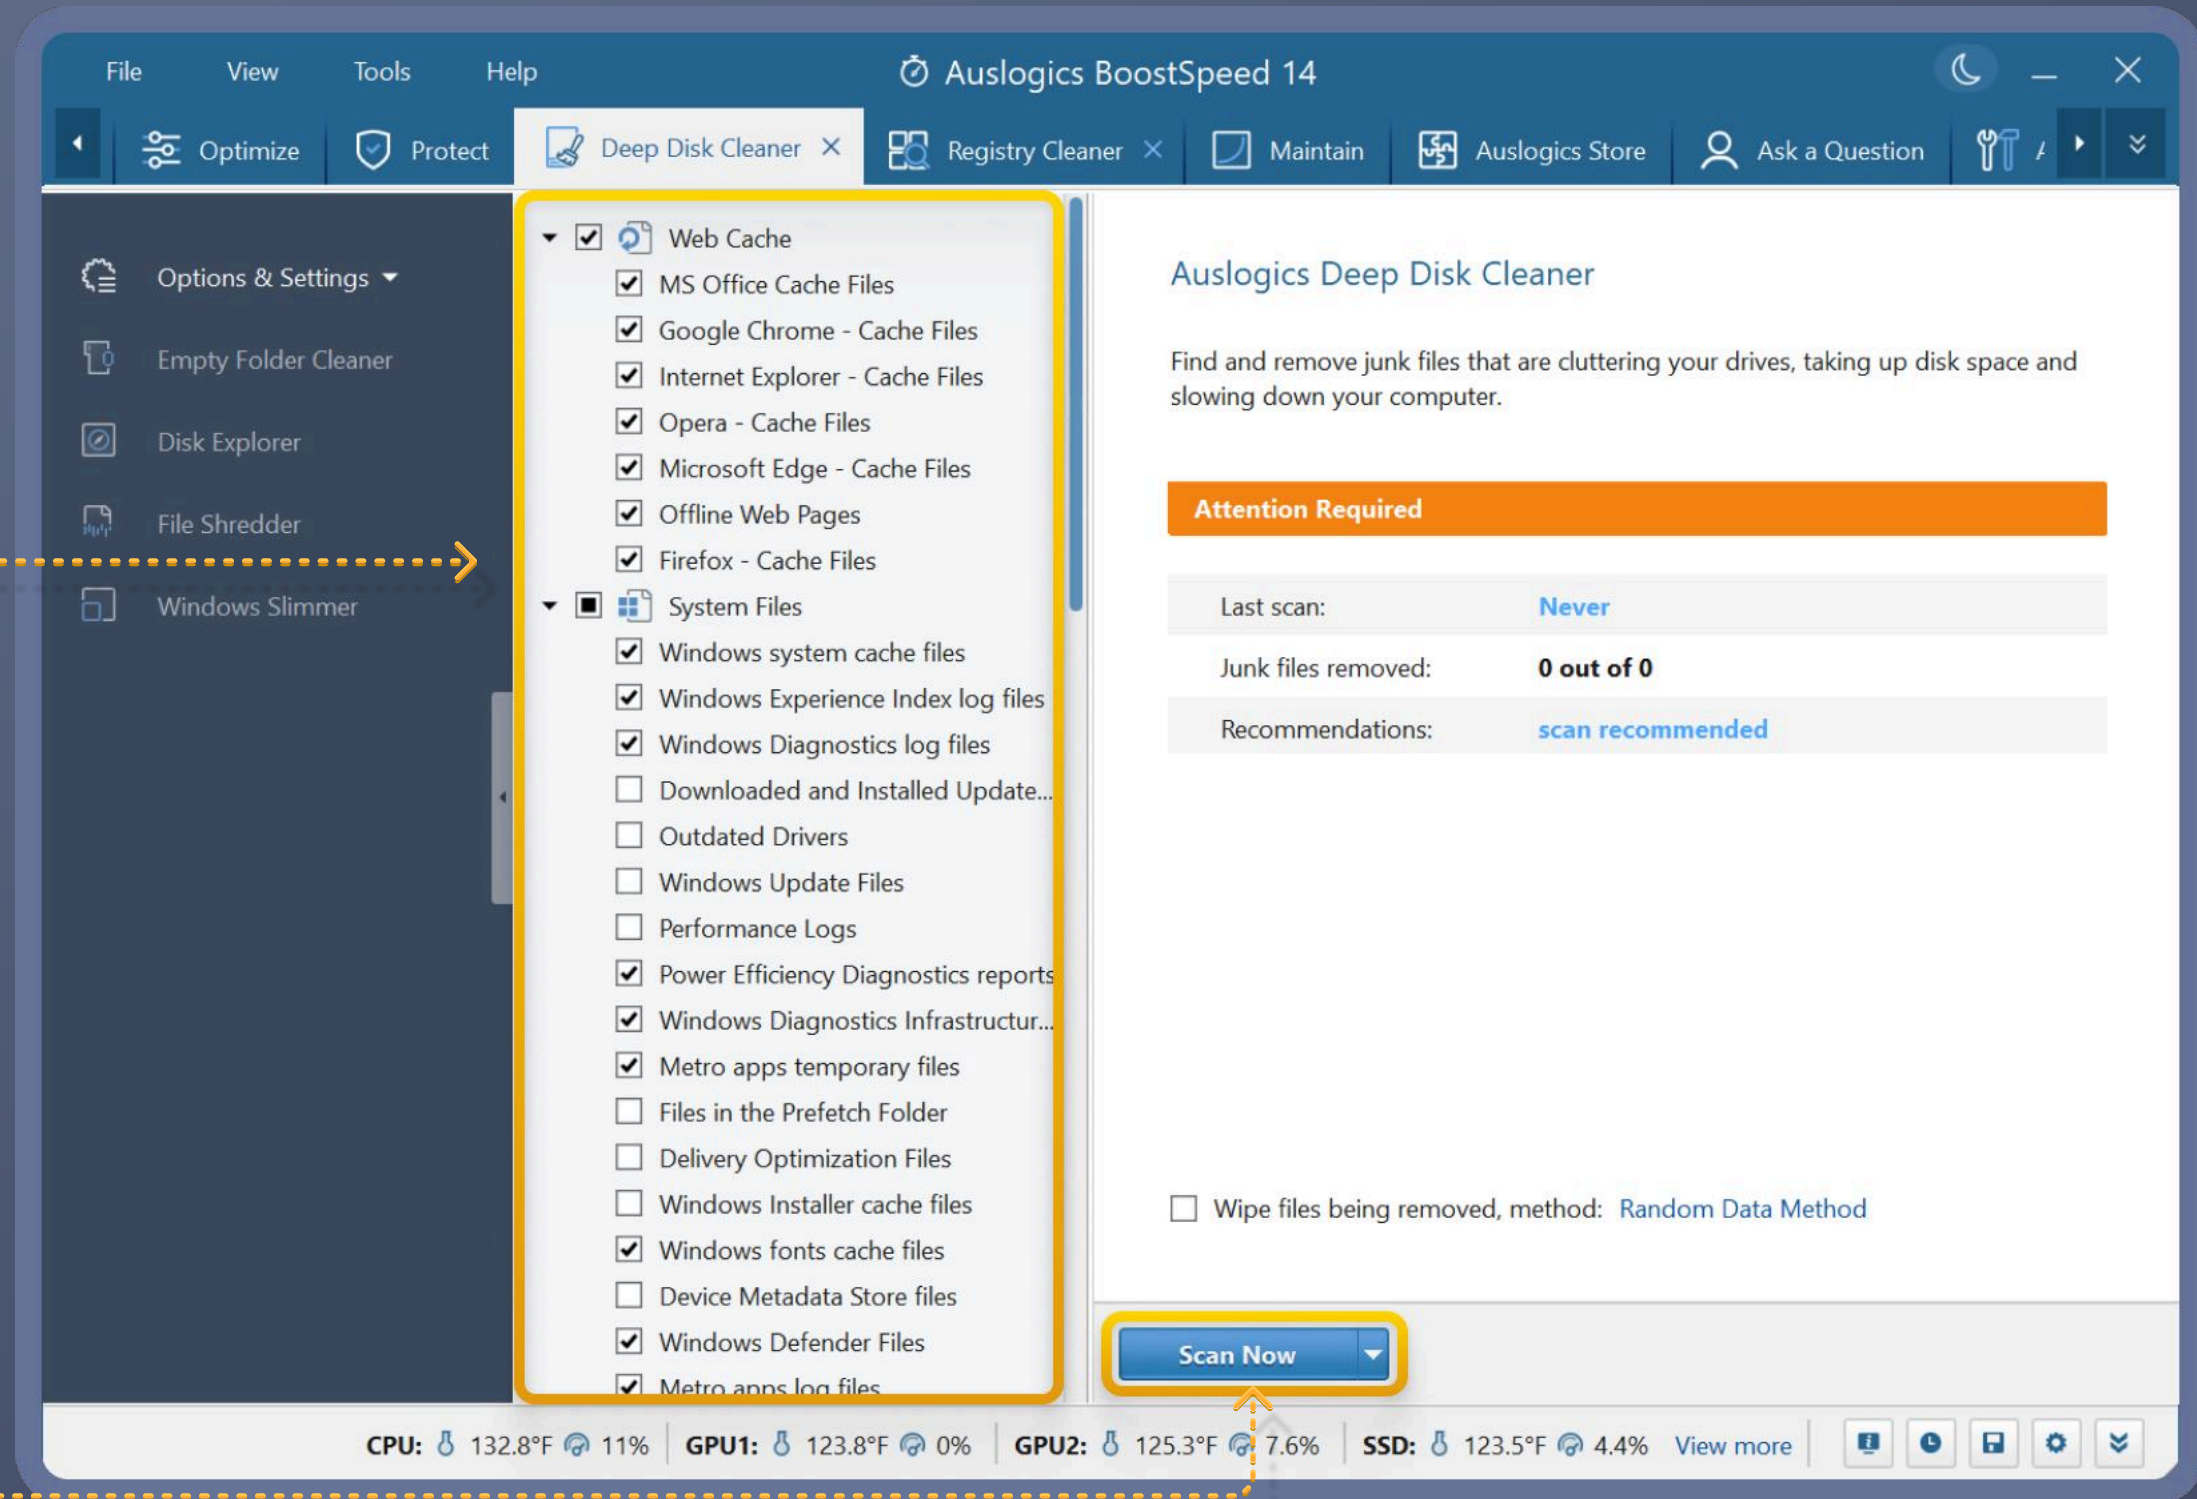 File View Tools Help
Auslogics BoostSpeed 14
Optimize Protect Deep Disk Cleaner Registry Cleaner Maintain Auslogics Store Ask a Question
Options & Settings
Empty Folder Cleaner
Disk Explorer
File Shredder
Windows Slimmer
Web Cache
MS Office Cache Files
Google Chrome - Cache Files
Internet Explorer - Cache Files
Opera - Cache Files
Microsoft Edge - Cache Files
Offline Web Pages
Firefox - Cache Files
System Files
Windows system cache files
Windows Experience Index log files
Windows Diagnostics log files
Downloaded and Installed Update...
Outdated Drivers
Windows Update Files
Performance Logs
Power Efficiency Diagnostics reports
Windows Diagnostics Infrastructur...
Metro apps temporary files
Files in the Prefetch Folder
Delivery Optimization Files
Windows Installer cache files
Windows fonts cache files
Device Metadata Store files
Windows Defender Files
Metro apps log files
Auslogics Deep Disk Cleaner
Find and remove junk files that are cluttering your drives, taking up disk space and
slowing down your computer.
Attention Required
Last scan: Never
Junk files removed: 0 out of 0
Recommendations: scan recommended
Wipe files being removed, method: Random Data Method
Scan Now
CPU: 132.8°F 11% GPU1: 123.8°F 0% GPU2: 125.3°F 7.6% SSD: 123.5°F 4.4% View more